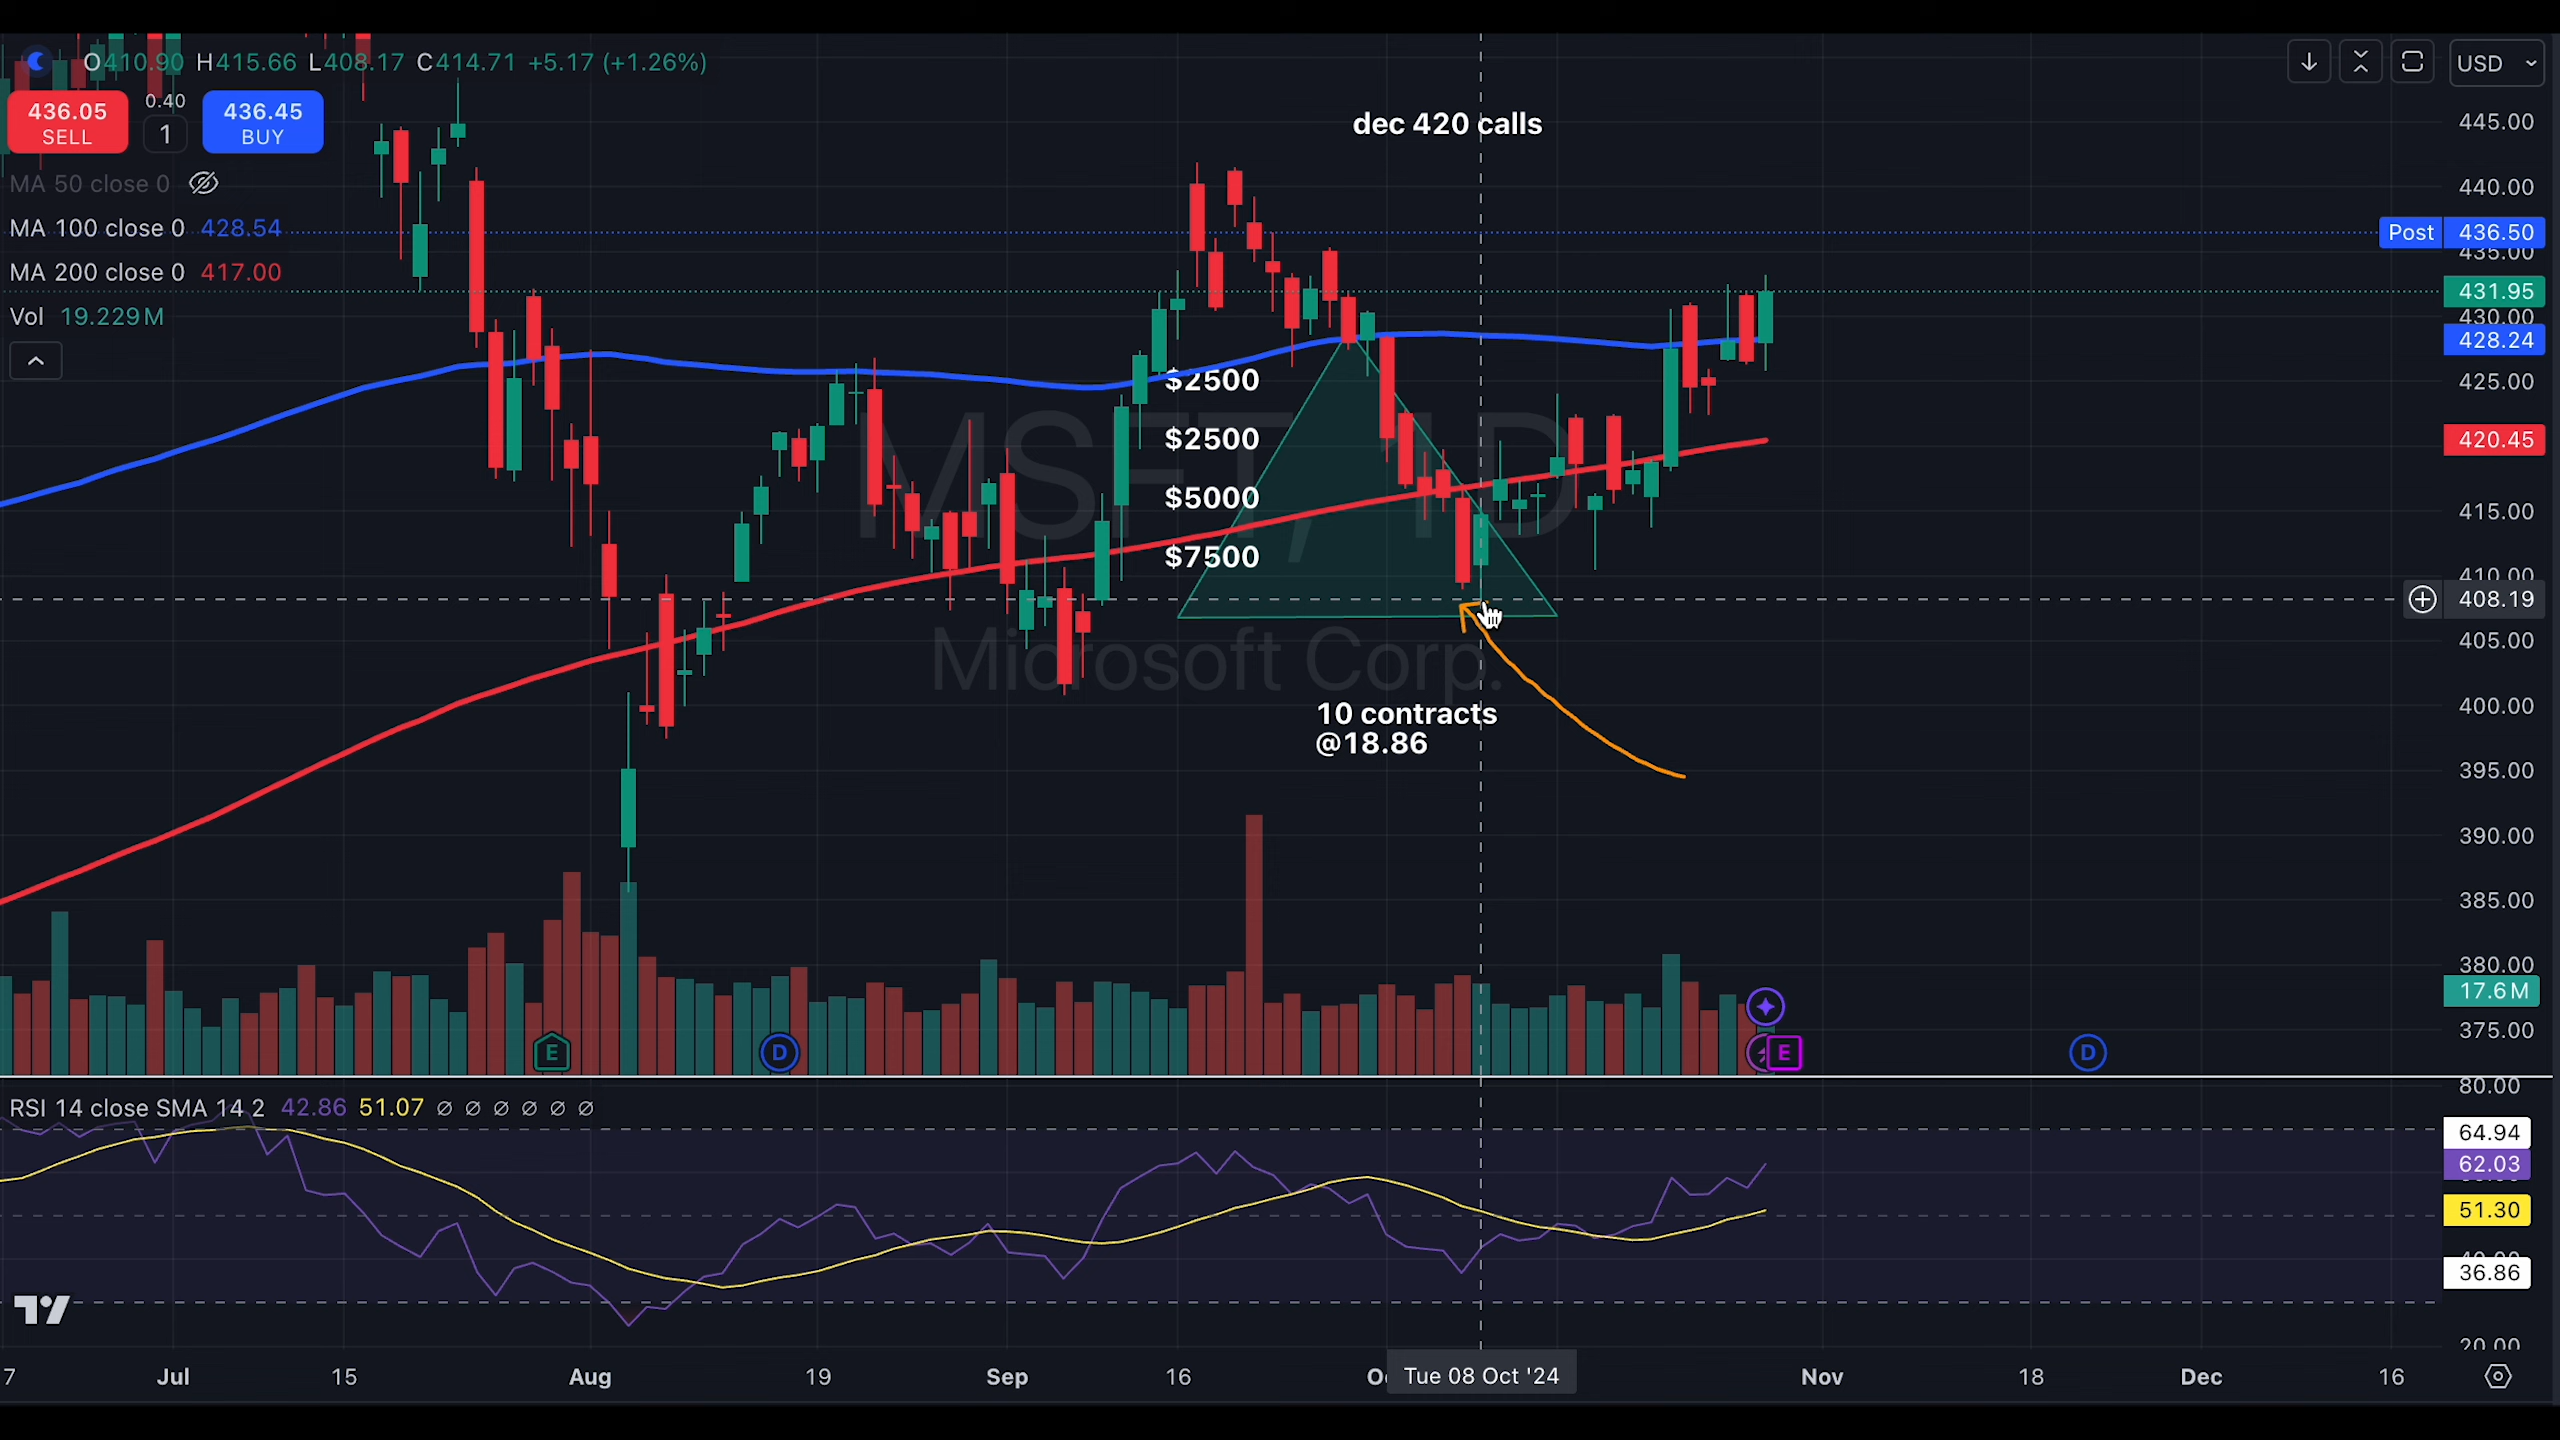 O410.90 H415.66 L408.17 C414.71 +5.17 (+1.26%)
USD
436.05
SELL
0.40
1
436.45
BUY
MA 50 close 0
MA 100 close 0 428.54
MA 200 close 0 417.00
Vol 19.229M
dec 420 calls
$2500
$2500
$5000
$7500
MSFT, 1D
Microsoft Corp.
10 contracts
@18.86
445.00
440.00
Post 436.50
435.00
431.95
430.00
428.24
425.00
420.45
415.00
410.00
408.19
405.00
400.00
395.00
390.00
385.00
380.00
17.6M
375.00
E
D
E
D
RSI 14 close SMA 14 2 42.86 51.07 ∅ ∅ ∅ ∅ ∅ ∅
80.00
64.94
62.03
51.30
36.86
20.00
7 Jul 15 Aug 19 Sep 16 Tue 08 Oct '24 Nov 18 Dec 16